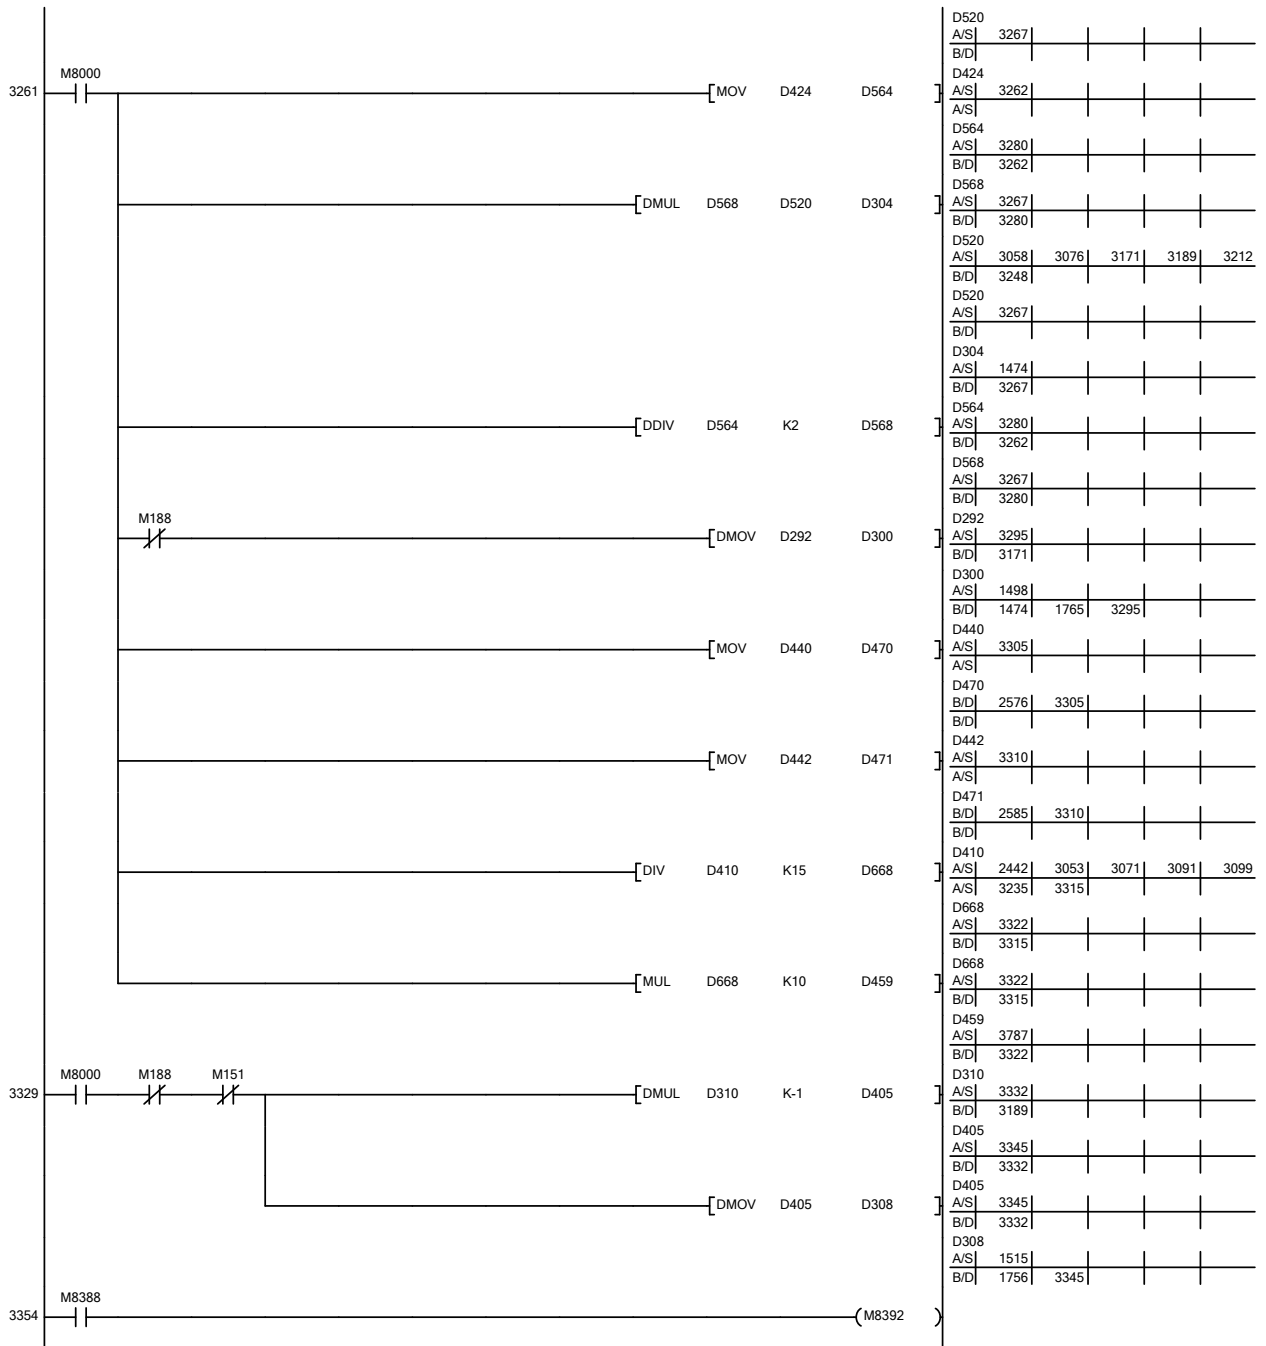 D520
A/S 3267
B/D
M8000
D424
3261 MOV D424 D564
A/S 3262
A/S
D564
A/S 3280
B/D 3262
D568
DMUL D568 D520 D304
A/S 3267
B/D 3280
D520
A/S 3058 3076 3171 3189 3212
B/D 3248
D520
A/S 3267
B/D
D304
A/S 1474
B/D 3267
D564
DDIV D564 K2 D568
A/S 3280
B/D 3262
D568
A/S 3267
B/D 3280
M188
D292
DMOV D292 D300
A/S 3295
B/D 3171
D300
A/S 1498
B/D 1474 1765 3295
D440
MOV D440 D470
A/S 3305
A/S
D470
B/D 2576 3305
B/D
D442
MOV D442 D471
A/S 3310
A/S
D471
B/D 2585 3310
B/D
D410
DIV D410 K15 D668
A/S 2442 3053 3071 3091 3099
A/S 3235 3315
D668
A/S 3322
B/D 3315
D668
MUL D668 K10 D459
A/S 3322
B/D 3315
D459
A/S 3787
B/D 3322
M8000 M188 M151
D310
3329 DMUL D310 K-1 D405
A/S 3332
B/D 3189
D405
A/S 3345
B/D 3332
D405
DMOV D405 D308
A/S 3345
B/D 3332
D308
A/S 1515
B/D 1756 3345
M8388
3354 M8392